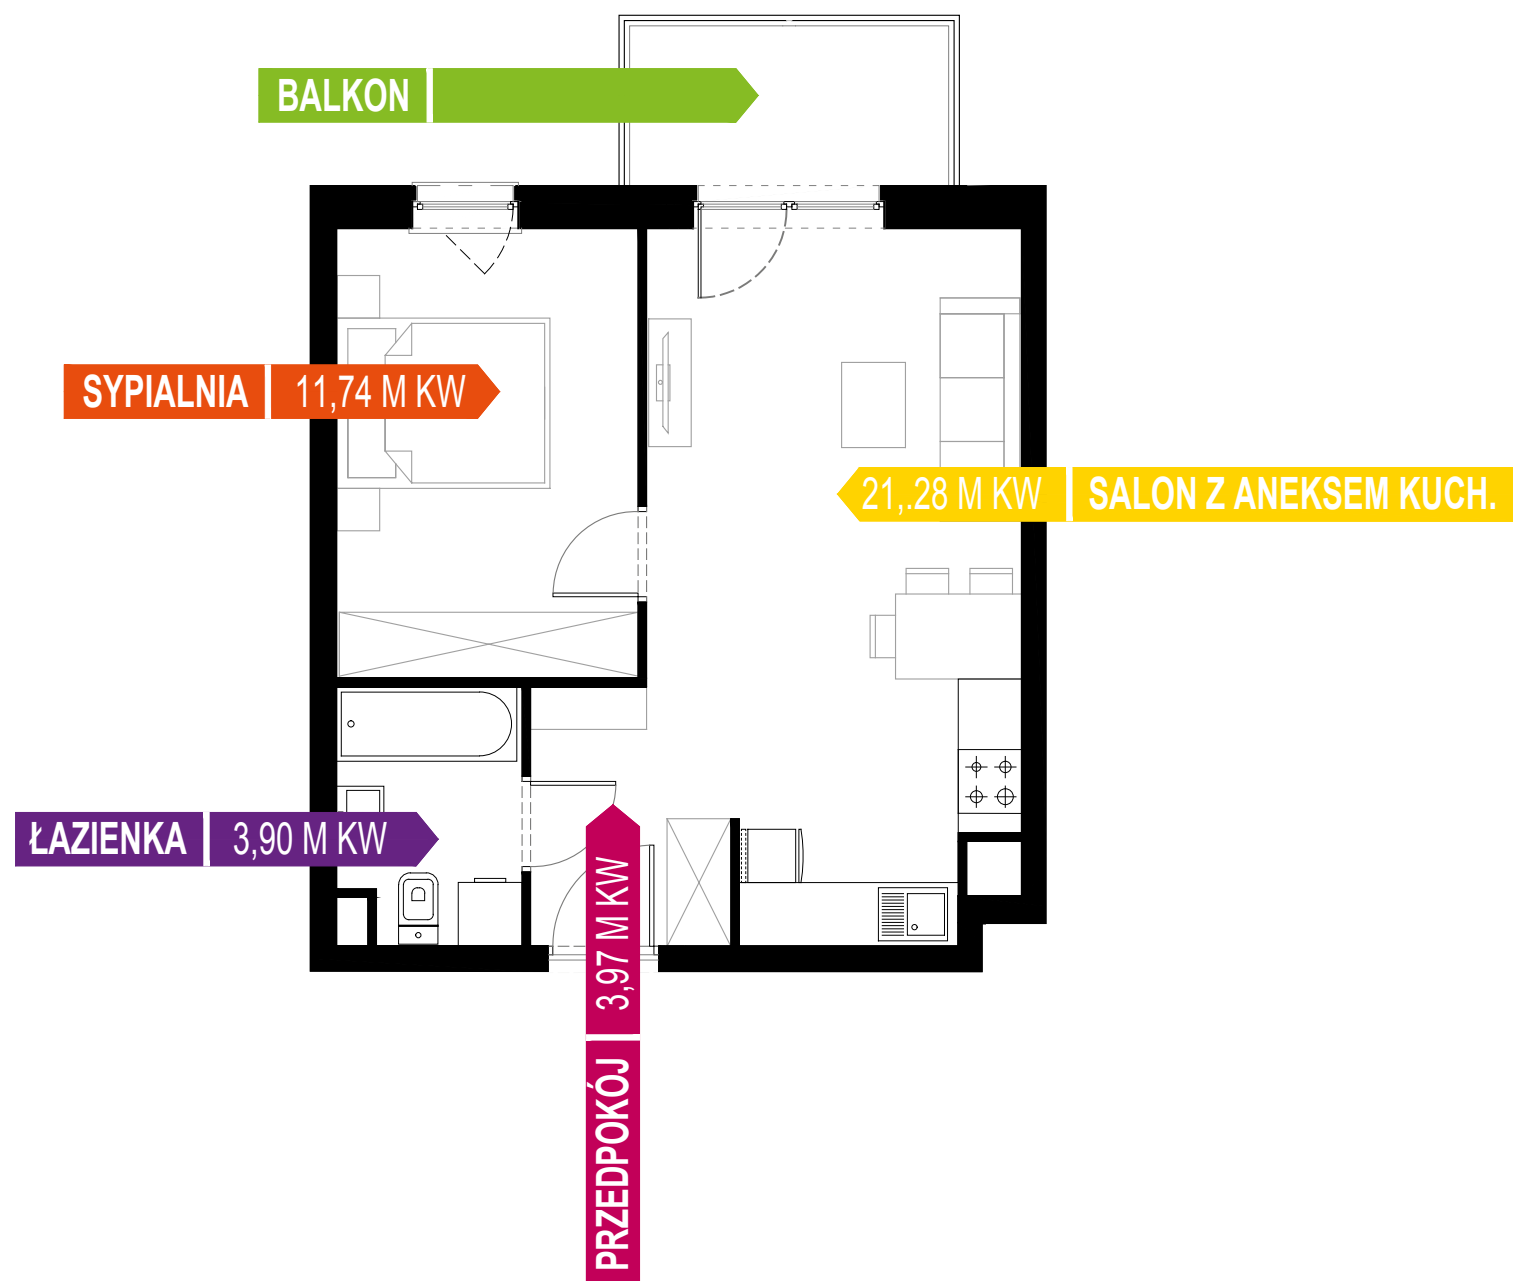 BALKON
SYPIALNIA 11,74 M KW
21,.28 M KW SALON Z ANEKSEM KUCH.
ŁAZIENKA 3,90 M KW
PRZEDPOKÓJ 3,97 M KW